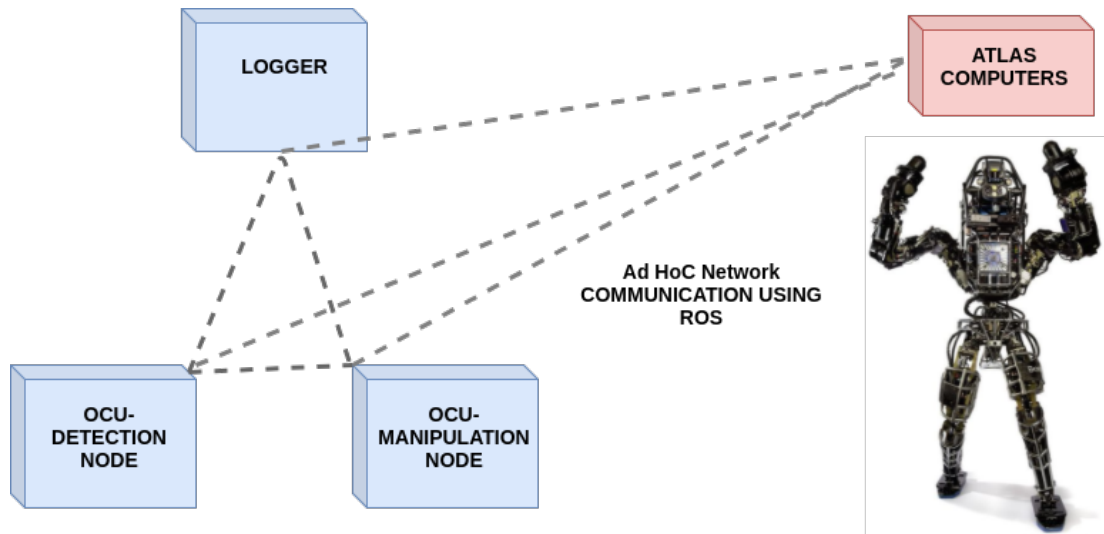 LOGGER
ATLAS
COMPUTERS
Ad HoC Network
COMMUNICATION USING
ROS
OCU-
DETECTION
NODE
OCU-
MANIPULATION
NODE